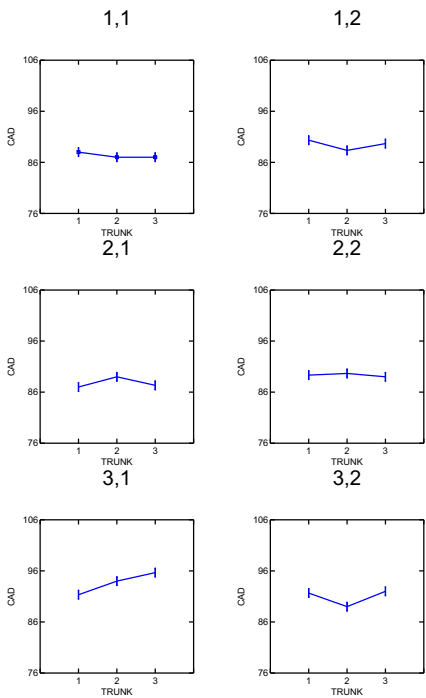 1,1 1,2
106 106
96 96
CAD CAD
86 86
76 76
1 2 3 1 2 3
TRUNK TRUNK
2,1 2,2
106 106
96 96
CAD CAD
86 86
76 76
1 2 3 1 2 3
TRUNK TRUNK
3,1 3,2
106 106
96 96
CAD CAD
86 86
76 76
1 2 3 1 2 3
TRUNK TRUNK